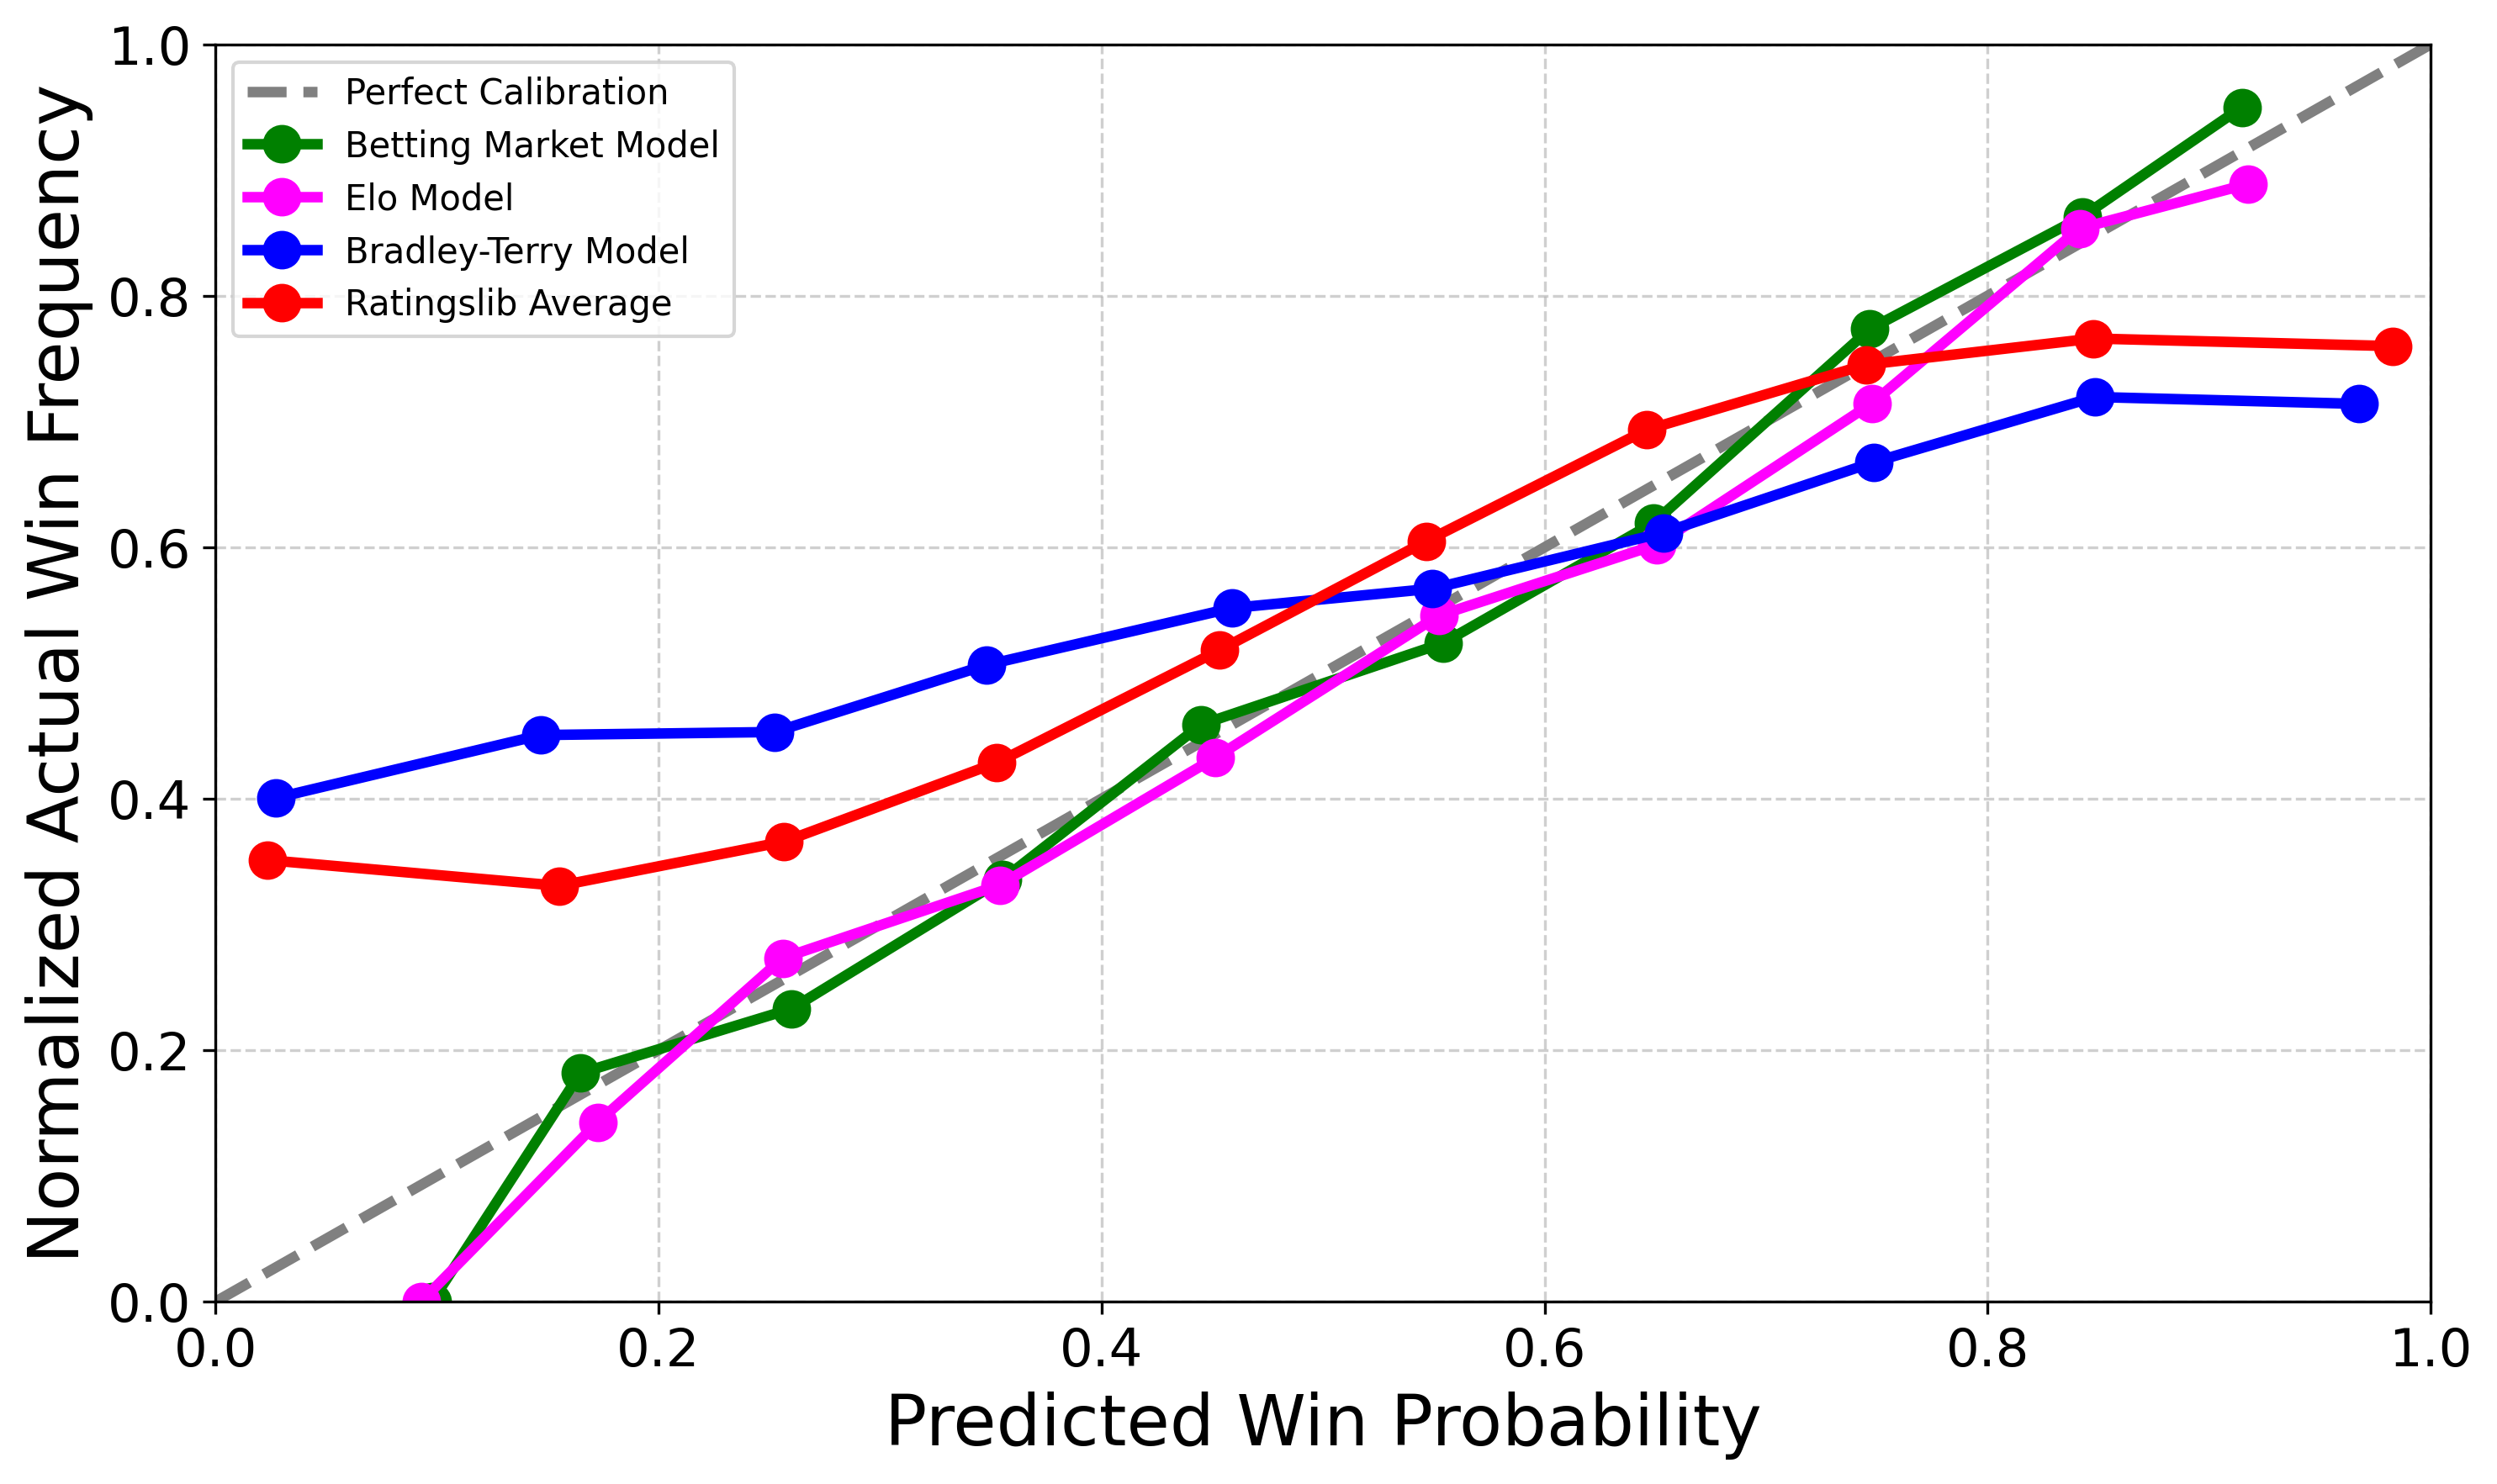 Normalized Actual Win Frequency
1.0
0.8
0.6
0.4
0.2
0.0
Perfect Calibration
Betting Market Model
Elo Model
Bradley-Terry Model
Ratingslib Average
0.0 0.2 0.4 0.6 0.8 1.0
Predicted Win Probability